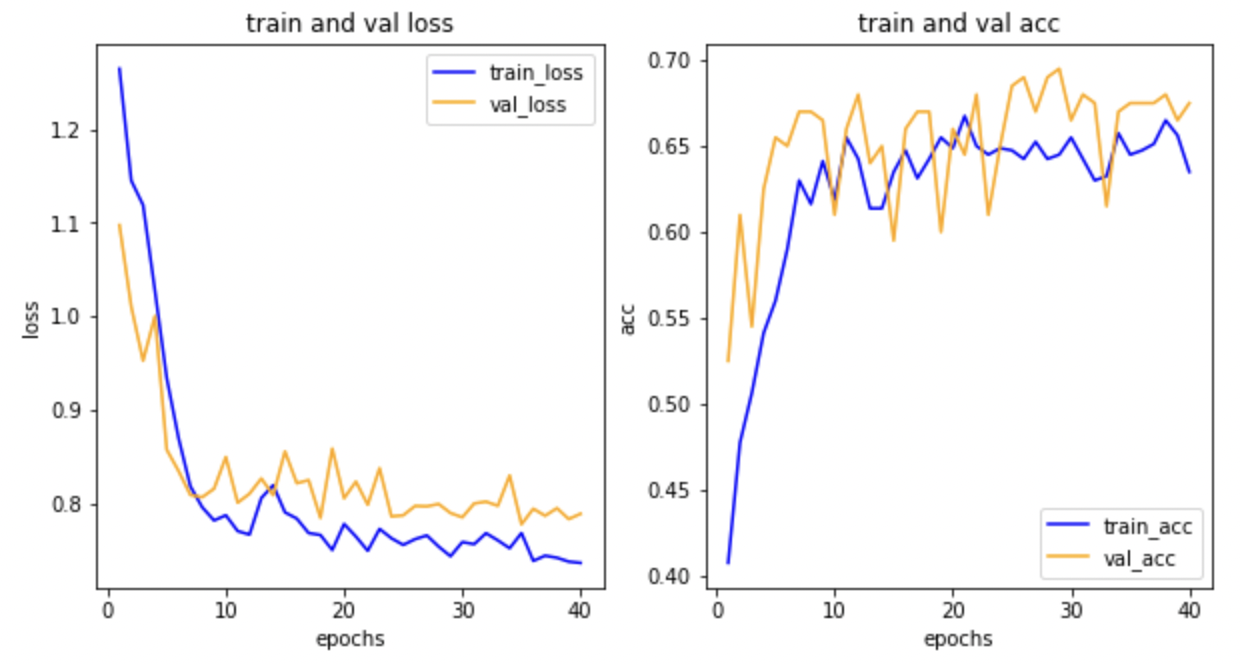 train and val loss
train_loss
val_loss
1.2
1.1
1.0
0.9
0.8
loss
0
10
20
30
40
epochs
train and val acc
0.70
0.65
0.60
0.55
0.50
0.45
0.40
acc
train_acc
val_acc
0
10
20
30
40
epochs